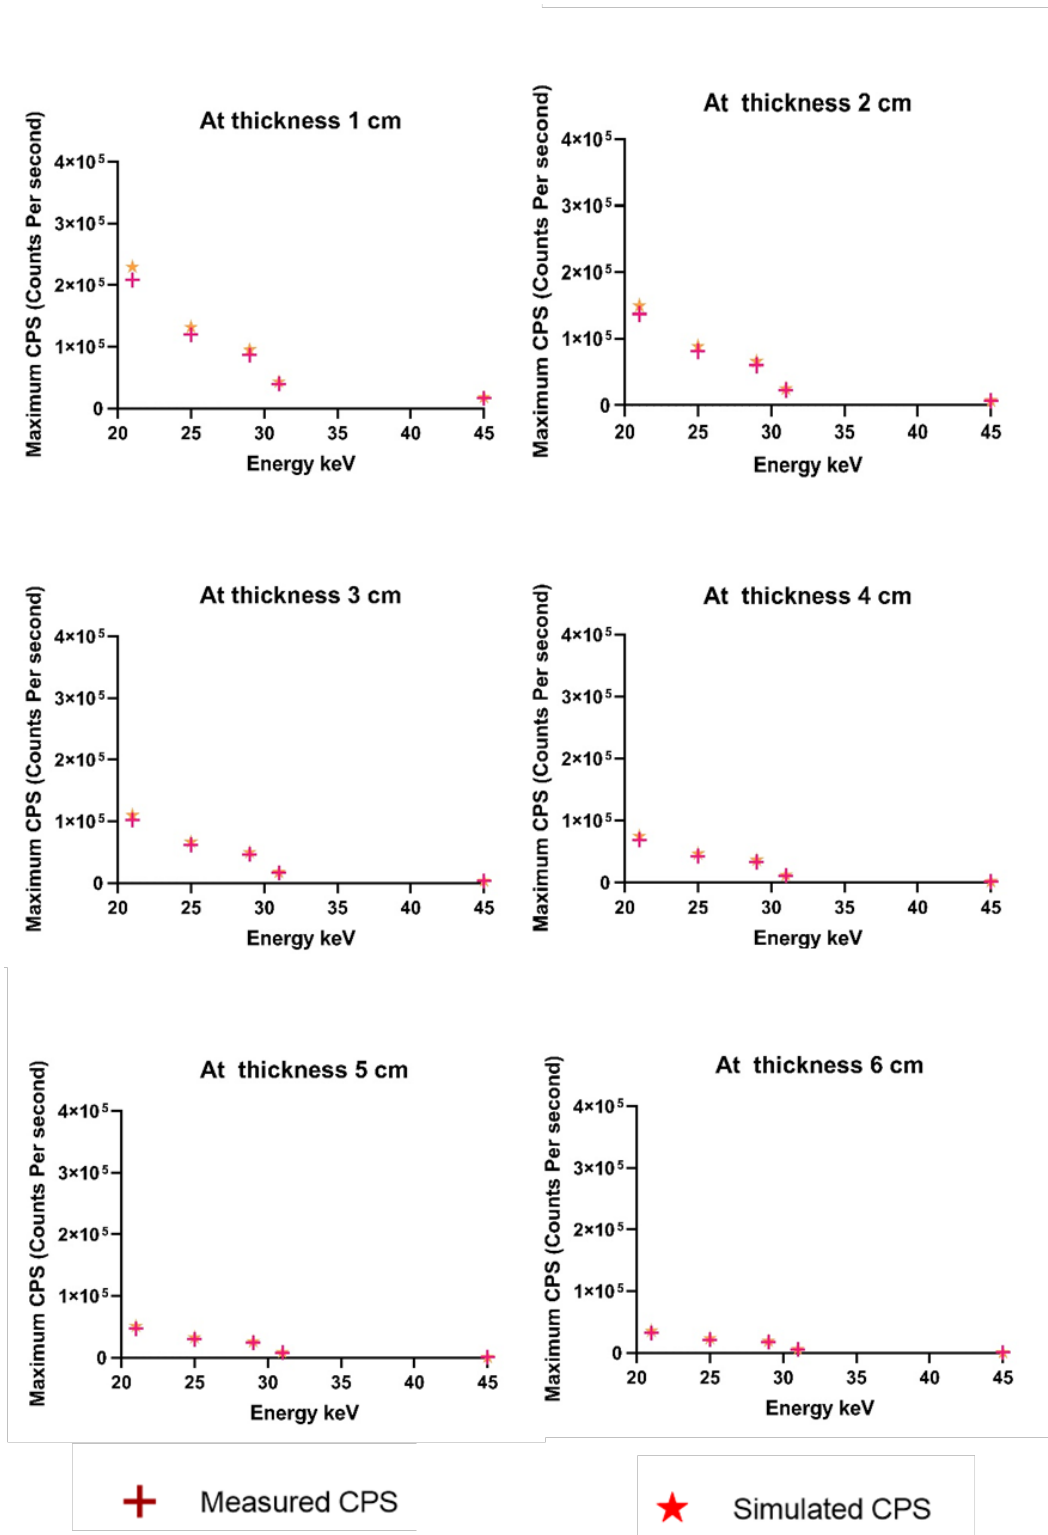 At thickness 1 cm
Maximum CPS (Counts Per second)
4×10⁵
3×10⁵
2×10⁵
1×10⁵
0
20 25 30 35 40 45
Energy keV
At  thickness 2 cm
Maximum CPS (Counts Per second)
4×10⁵
3×10⁵
2×10⁵
1×10⁵
0
20 25 30 35 40 45
Energy keV
At thickness 3 cm
Maximum CPS (Counts Per second)
4×10⁵
3×10⁵
2×10⁵
1×10⁵
0
20 25 30 35 40 45
Energy keV
At  thickness 4 cm
Maximum CPS (Counts Per second)
4×10⁵
3×10⁵
2×10⁵
1×10⁵
0
20 25 30 35 40 45
Energy keV
At  thickness 5 cm
Maximum CPS (Counts Per second)
4×10⁵
3×10⁵
2×10⁵
1×10⁵
0
20 25 30 35 40 45
Energy keV
At  thickness 6 cm
Maximum CPS (Counts Per second)
4×10⁵
3×10⁵
2×10⁵
1×10⁵
0
20 25 30 35 40 45
Energy keV
Measured CPS
Simulated CPS